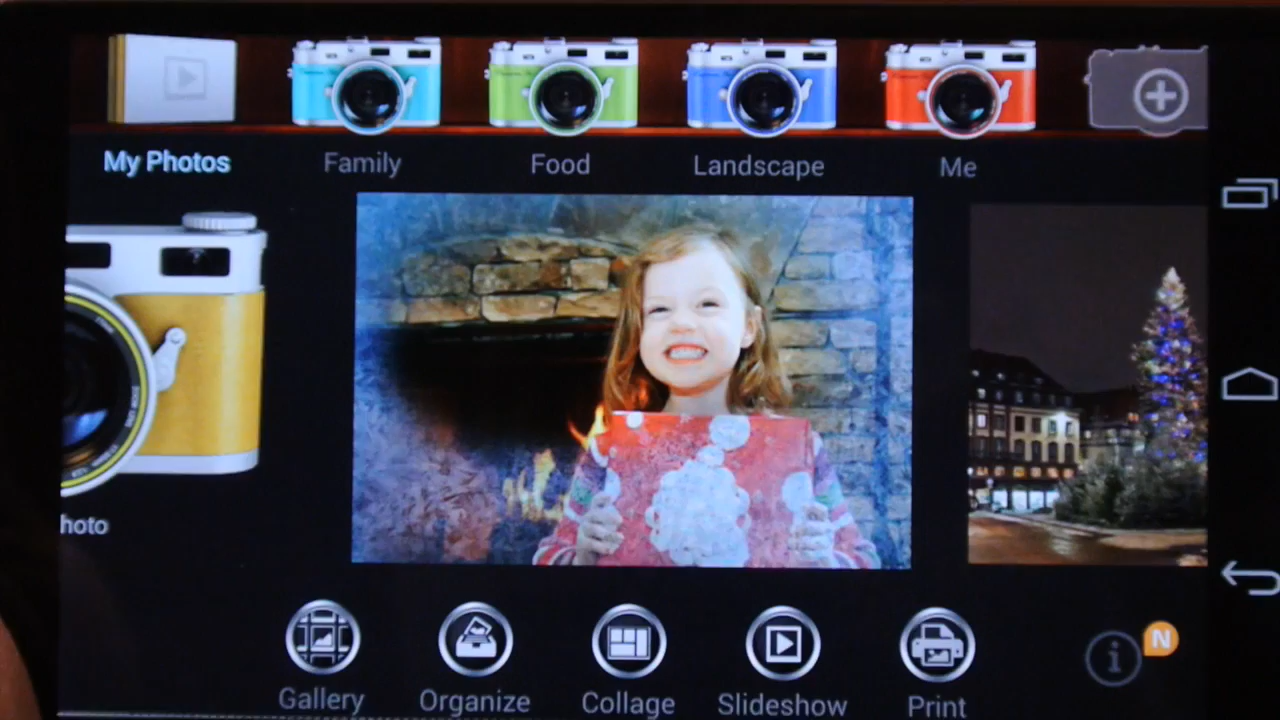 My Photos
Family
Food
Landscape
Me
hoto
Gallery
Organize
Collage
Slideshow
Print
i
N